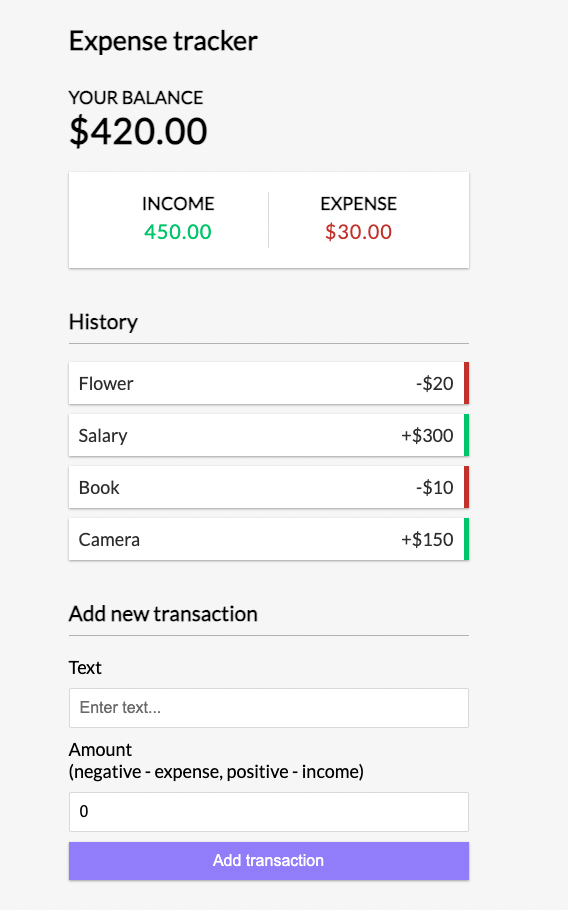 Expense tracker
YOUR BALANCE
$420.00
INCOME EXPENSE
450.00 $30.00
History
Flower -$20
Salary +$300
Book -$10
Camera +$150
Add new transaction
Text
Enter text...
Amount
(negative - expense, positive - income)
0
Add transaction